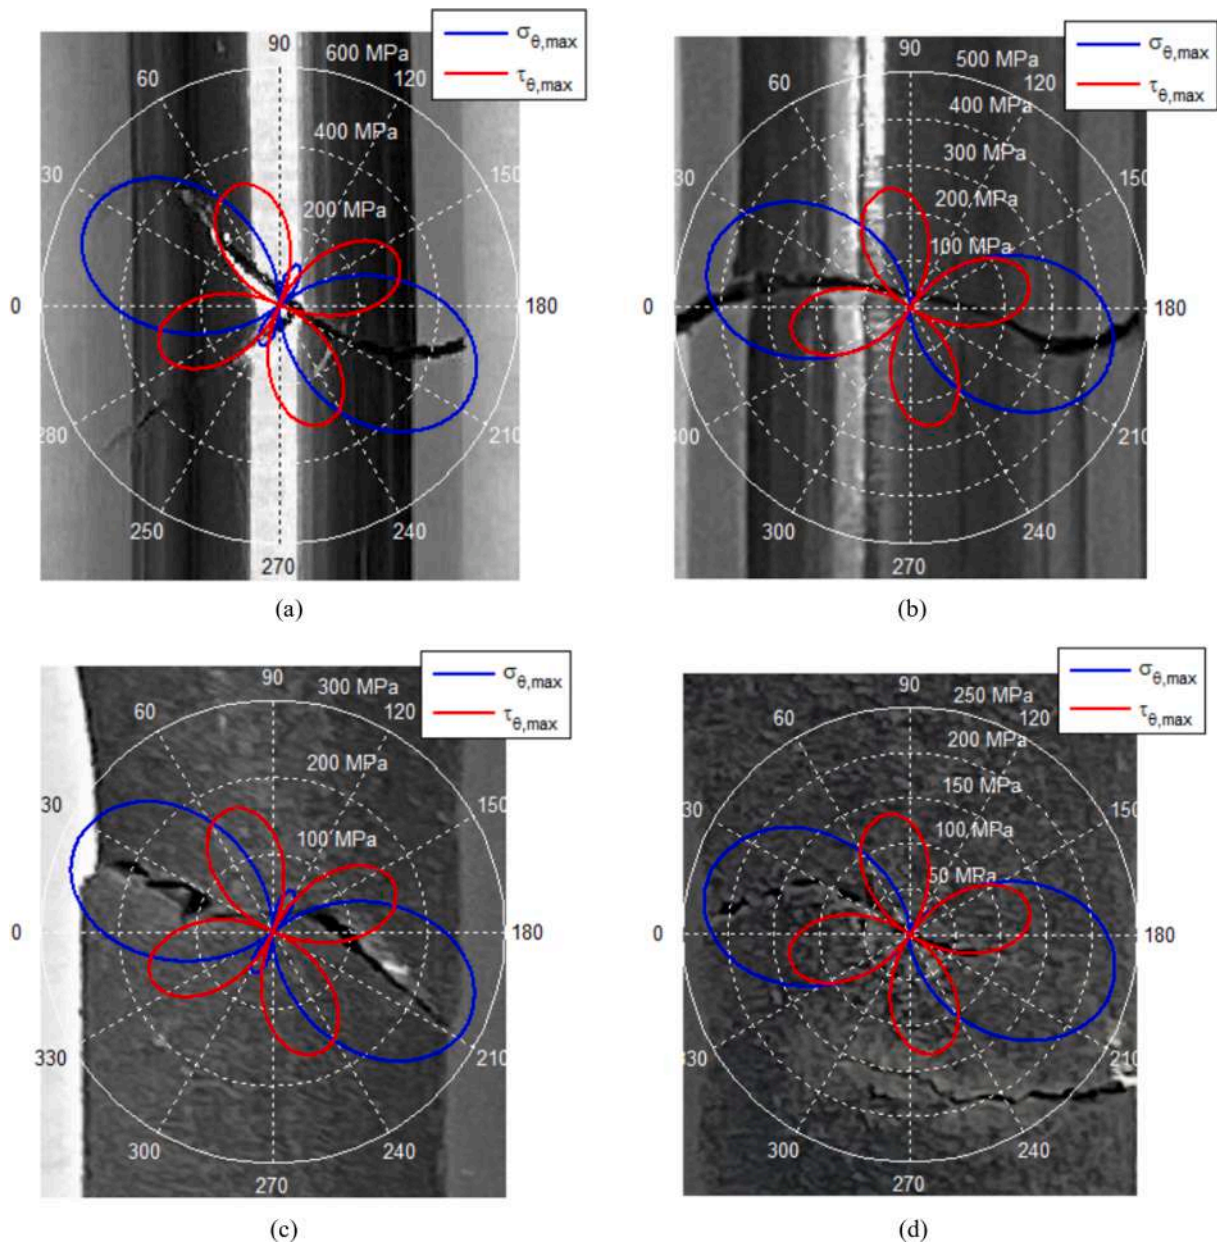 90
600 MPa
σθ,max
τθ,max
60
120
400 MPa
30
150
200 MPa
0
180
280
210
250
240
270
(a)
90
500 MPa
σθ,max
τθ,max
60
400 MPa
120
300 MPa
30
150
200 MPa
100 MPa
0
180
300
210
300
240
270
(b)
90
300 MPa
σθ,max
τθ,max
60
120
200 MPa
30
150
100 MPa
0
180
330
210
300
240
270
(c)
90
250 MPa
σθ,max
τθ,max
60
200 MPa
120
150 MPa
30
150
100 MPa
50 MPa
0
180
330
210
300
240
270
(d)